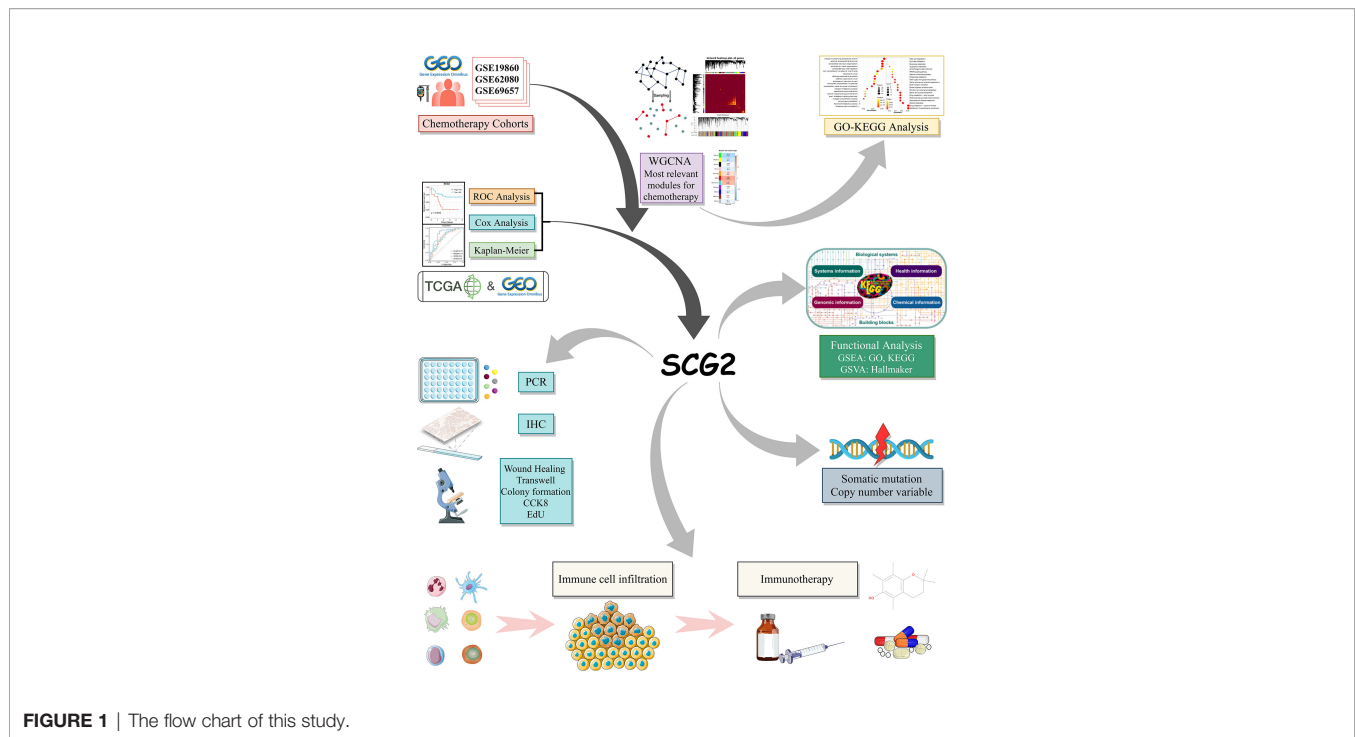 GEO
Gene Expression Omnibus
GSE19860
GSE62080
GSE69657
Chemotherapy Cohorts
Sampling
WGCNA
Most relevant
modules for
chemotherapy
GO-KEGG Analysis
ROC Analysis
Cox Analysis
Kaplan-Meier
TCGA & GEO
Gene Expression Omnibus
Biological systems
Systems information
Health information
KEGG
Genomic information
Chemical information
Building blocks
Functional Analysis
GSEA: GO, KEGG
GSVA: Hallmaker
SCG2
PCR
IHC
Wound Healing
Transwell
Colony formation
CCK8
EdU
Somatic mutation
Copy number variable
Immune cell infiltration
Immunotherapy
HO
O
FIGURE 1 | The flow chart of this study.